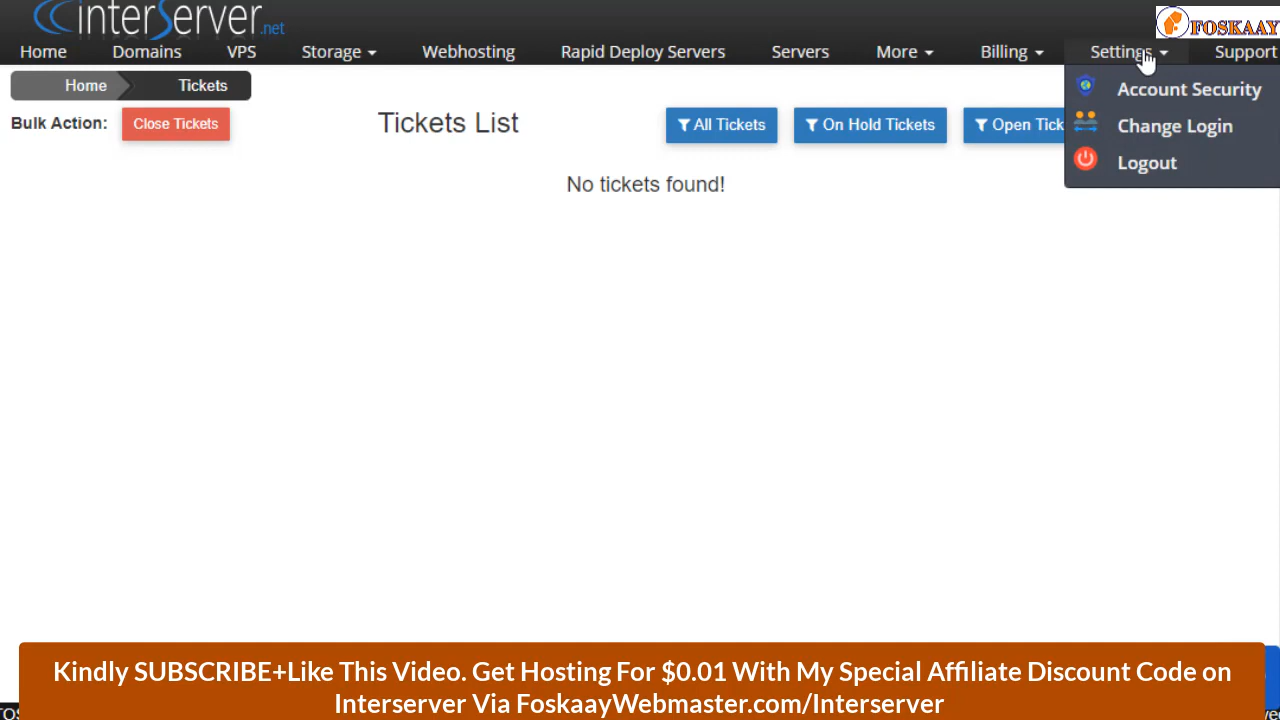 interServer.net
FOSKAAY
Home Domains VPS Storage Webhosting Rapid Deploy Servers Servers More Billing Settings Support
Home Tickets
Account Security
Change Login
Logout
Bulk Action: Close Tickets
Tickets List
All Tickets On Hold Tickets Open Tick
No tickets found!
Kindly SUBSCRIBE+Like This Video. Get Hosting For $0.01 With My Special Affiliate Discount Code on
Interserver Via FoskaayWebmaster.com/Interserver